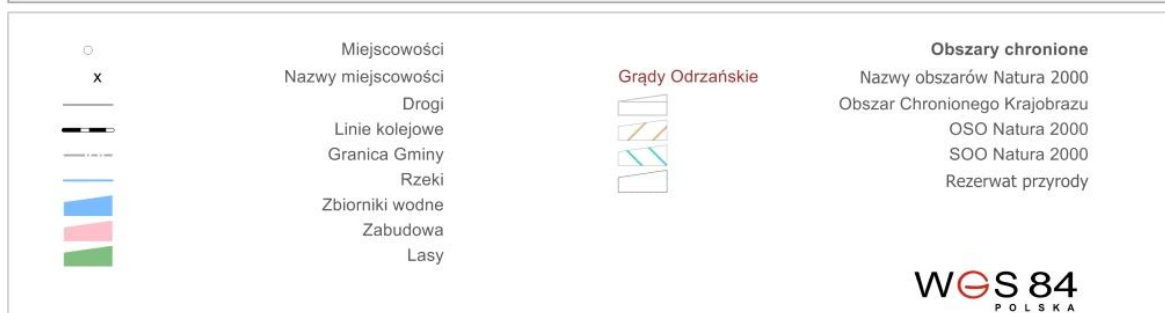 Miejscowości
x Nazwy miejscowości
Drogi
Linie kolejowe
Granica Gminy
Rzeki
Zbiorniki wodne
Zabudowa
Lasy
Obszary chronione
Grądy Odrzańskie Nazwy obszarów Natura 2000
Obszar Chronionego Krajobrazu
OSO Natura 2000
SOO Natura 2000
Rezerwat przyrody
WGS 84
POLSKA